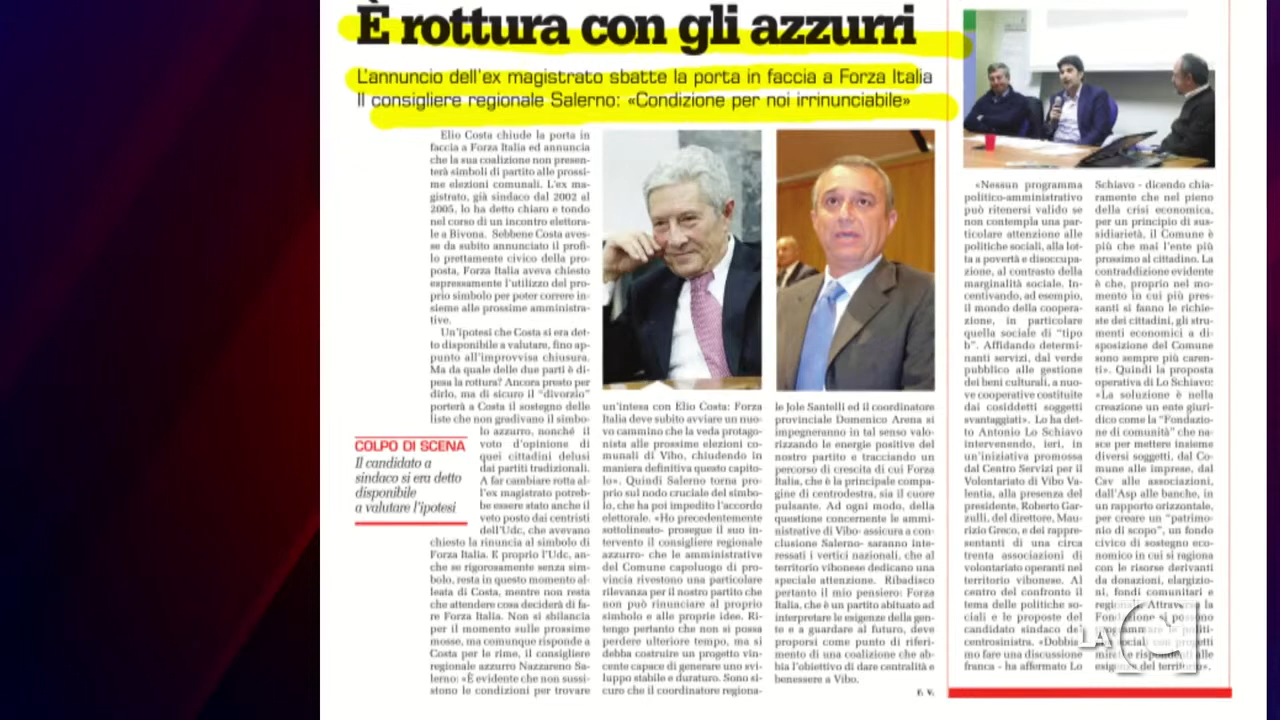 È rottura con gli azzurri
L'annuncio dell'ex magistrato sbatte la porta in faccia a Forza Italia
Il consigliere regionale Salerno: «Condizione per noi irrinunciabile»
Elio Costa chiude la porta in
faccia a Forza Italia ed annuncia
che la sua coalizione non presen-
terà simboli di partito alle prossi-
me elezioni comunali. L'ex ma-
gistrato, già sindaco dal 2002 al
2005, lo ha detto chiaro e tondo
nel corso di un incontro elettora-
le a Bivona. Sebbene Costa aves-
se da subito annunciato il profi-
lo prettamente civico della pro-
posta, Forza Italia aveva chiesto
espressamente l'utilizzo del pro-
prio simbolo per poter correre in-
sieme alle prossime amministra-
tive.
Un'ipotesi che Costa si era det-
to disponibile a valutare, fino ap-
punto all'improvvisa chiusura.
Ma da quale delle due parti è di-
pesa la rottura? Ancora presto per
dirlo, ma di sicuro il "divorzio"
porterà a Costa il sostegno delle
liste che non gradivano il simbo-
lo azzurro, nonché il
voto d'opinione di
quei cittadini delusi
dai partiti tradizionali.
A far cambiare rotta al-
l'ex magistrato potreb-
be essere stato anche il
veto posto dai centristi
dell'Udc, che avevano
chiesto la rinuncia al simbolo di
Forza Italia. E proprio l'Udc, an-
che se rigorosamente senza sim-
bolo, resta in questo momento al-
leata di Costa, mentre non resta
che attendere cosa deciderà di fa-
re Forza Italia. Non si sbilancia
per il momento sulle prossime
mosse, ma comunque risponde a
Costa per le rime, il consigliere
regionale azzurro Nazzareno Sa-
lerno: «È evidente che non sussi-
stono le condizioni per trovare
COLPO DI SCENA
Il candidato a
sindaco si era detto
disponibile
a valutare l'ipotesi
un'intesa con Elio Costa: Forza
Italia deve subito avviare un nuo-
vo cammino che la veda protago-
nista alle prossime elezioni co-
munali di Vibo, chiudendo in
maniera definitiva questo capito-
lo». Quindi Salerno torna pro-
prio sul nodo cruciale del simbo-
lo, che ha poi impedito l'accordo
elettorale. «Ho precedentemente
sottolineato- prosegue il suo in-
tervento il consigliere regionale
azzurro- che le amministrative
del Comune capoluogo di pro-
vincia rivestono una particolare
rilevanza per il nostro partito che
non può rinunciare al proprio
simbolo e alle proprie idee. Ri-
tengo pertanto che non si possa
perdere ulteriore tempo, ma si
debba costruire un progetto vin-
cente capace di generare uno svi-
luppo stabile e duraturo. Sono si-
curo che il coordinatore regiona-
le Jole Santelli ed il coordinatore
provinciale Domenico Arena si
impegneranno in tal senso valo-
rizzando le energie positive del
nostro partito e tracciando un
percorso di crescita di cui Forza
Italia, che è la principale compa-
gine di centrodestra, sia il cuore
pulsante. Ad ogni modo, della
questione concernente le ammi-
nistrative di Vibo- assicura a con-
clusione Salerno- saranno inte-
ressati i vertici nazionali, che al
territorio vibonese dedicano una
speciale attenzione. Ribadisco
pertanto il mio pensiero: Forza
Italia, che è un partito abituato ad
interpretare le esigenze della gen-
te e a guardare al futuro, deve
proporsi come punto di riferi-
mento di una coalizione che ab-
bia l'obiettivo di dare centralità e
benessere a Vibo.
f. v.
«Nessun programma
politico-amministrativo
può ritenersi valido se
non contempla una par-
ticolare attenzione alle
politiche sociali, alla lot-
ta a povertà e disoccupa-
zione, al contrasto della
marginalità sociale. In-
centivando, ad esempio,
il mondo della coopera-
zione, in particolare
quella sociale di "tipo
b". Affidando determi-
nanti servizi, dal verde
pubblico alle gestione
dei beni culturali, a nuo-
ve cooperative costituite
dai cosiddetti soggetti
svantaggiati». Lo ha det-
to Antonio Lo Schiavo
intervenendo, ieri, in
un'iniziativa promossa
dal Centro Servizi per il
Volontariato di Vibo Va-
lentia, alla presenza del
presidente, Roberto Gar-
zulli, del direttore, Mau-
rizio Greco, e dei rappre-
sentanti di una circa
trenta associazioni di
volontariato operanti nel
territorio vibonese. Al
centro del confronto il
tema delle politiche so-
ciali e le proposte del
candidato sindaco del
centrosinistra. «Dobbia-
mo fare una discussione
franca - ha affermato Lo
Schiavo - dicendo chia-
ramente che nel pieno
della crisi economica,
per un principio di sus-
sidiarietà, il Comune è
più che mai l'ente più
prossimo al cittadino. La
contraddizione evidente
è che, proprio nel mo-
mento in cui più pres-
santi si fanno le richie-
ste dei cittadini, gli stru-
menti economici a di-
sposizione del Comune
sono sempre più caren-
ti». Quindi la proposta
operativa di Lo Schiavo:
«La soluzione è nella
creazione un ente giuri-
dico come la "Fondazio-
ne di comunità" che na-
sce per mettere insieme
diversi soggetti, dal Co-
mune alle imprese, dal
Csv alle associazioni,
dall'Asp alle banche, in
un rapporto orizzontale,
per creare un "patrimo-
nio di scopo", un fondo
civico di sostegno eco-
nomico in cui si ragiona
con le risorse derivanti
da donazioni, elargizio-
ni, fondi comunitari e
Attraverso la
LA C